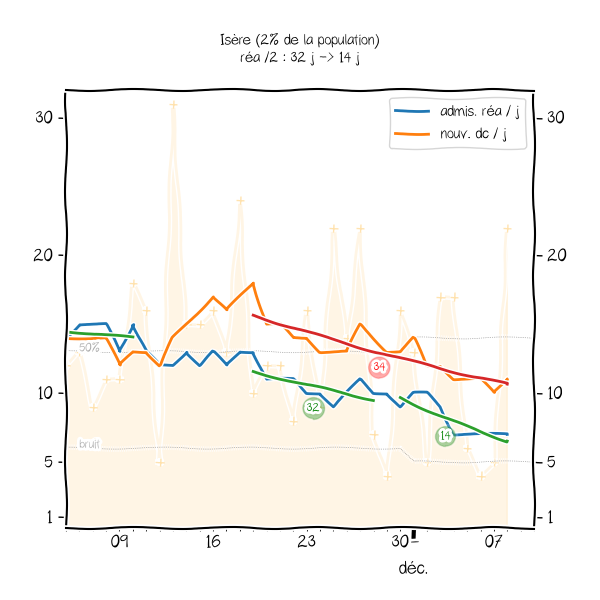 Isère (2% de la population)
réa /2 : 32 j -> 14 j
admis. réa / j
nouv. dc / j
30 30
20 20
10 10
5 5
1 1
50%
bruit
34
32
14
09 16 23 30 07
déc.